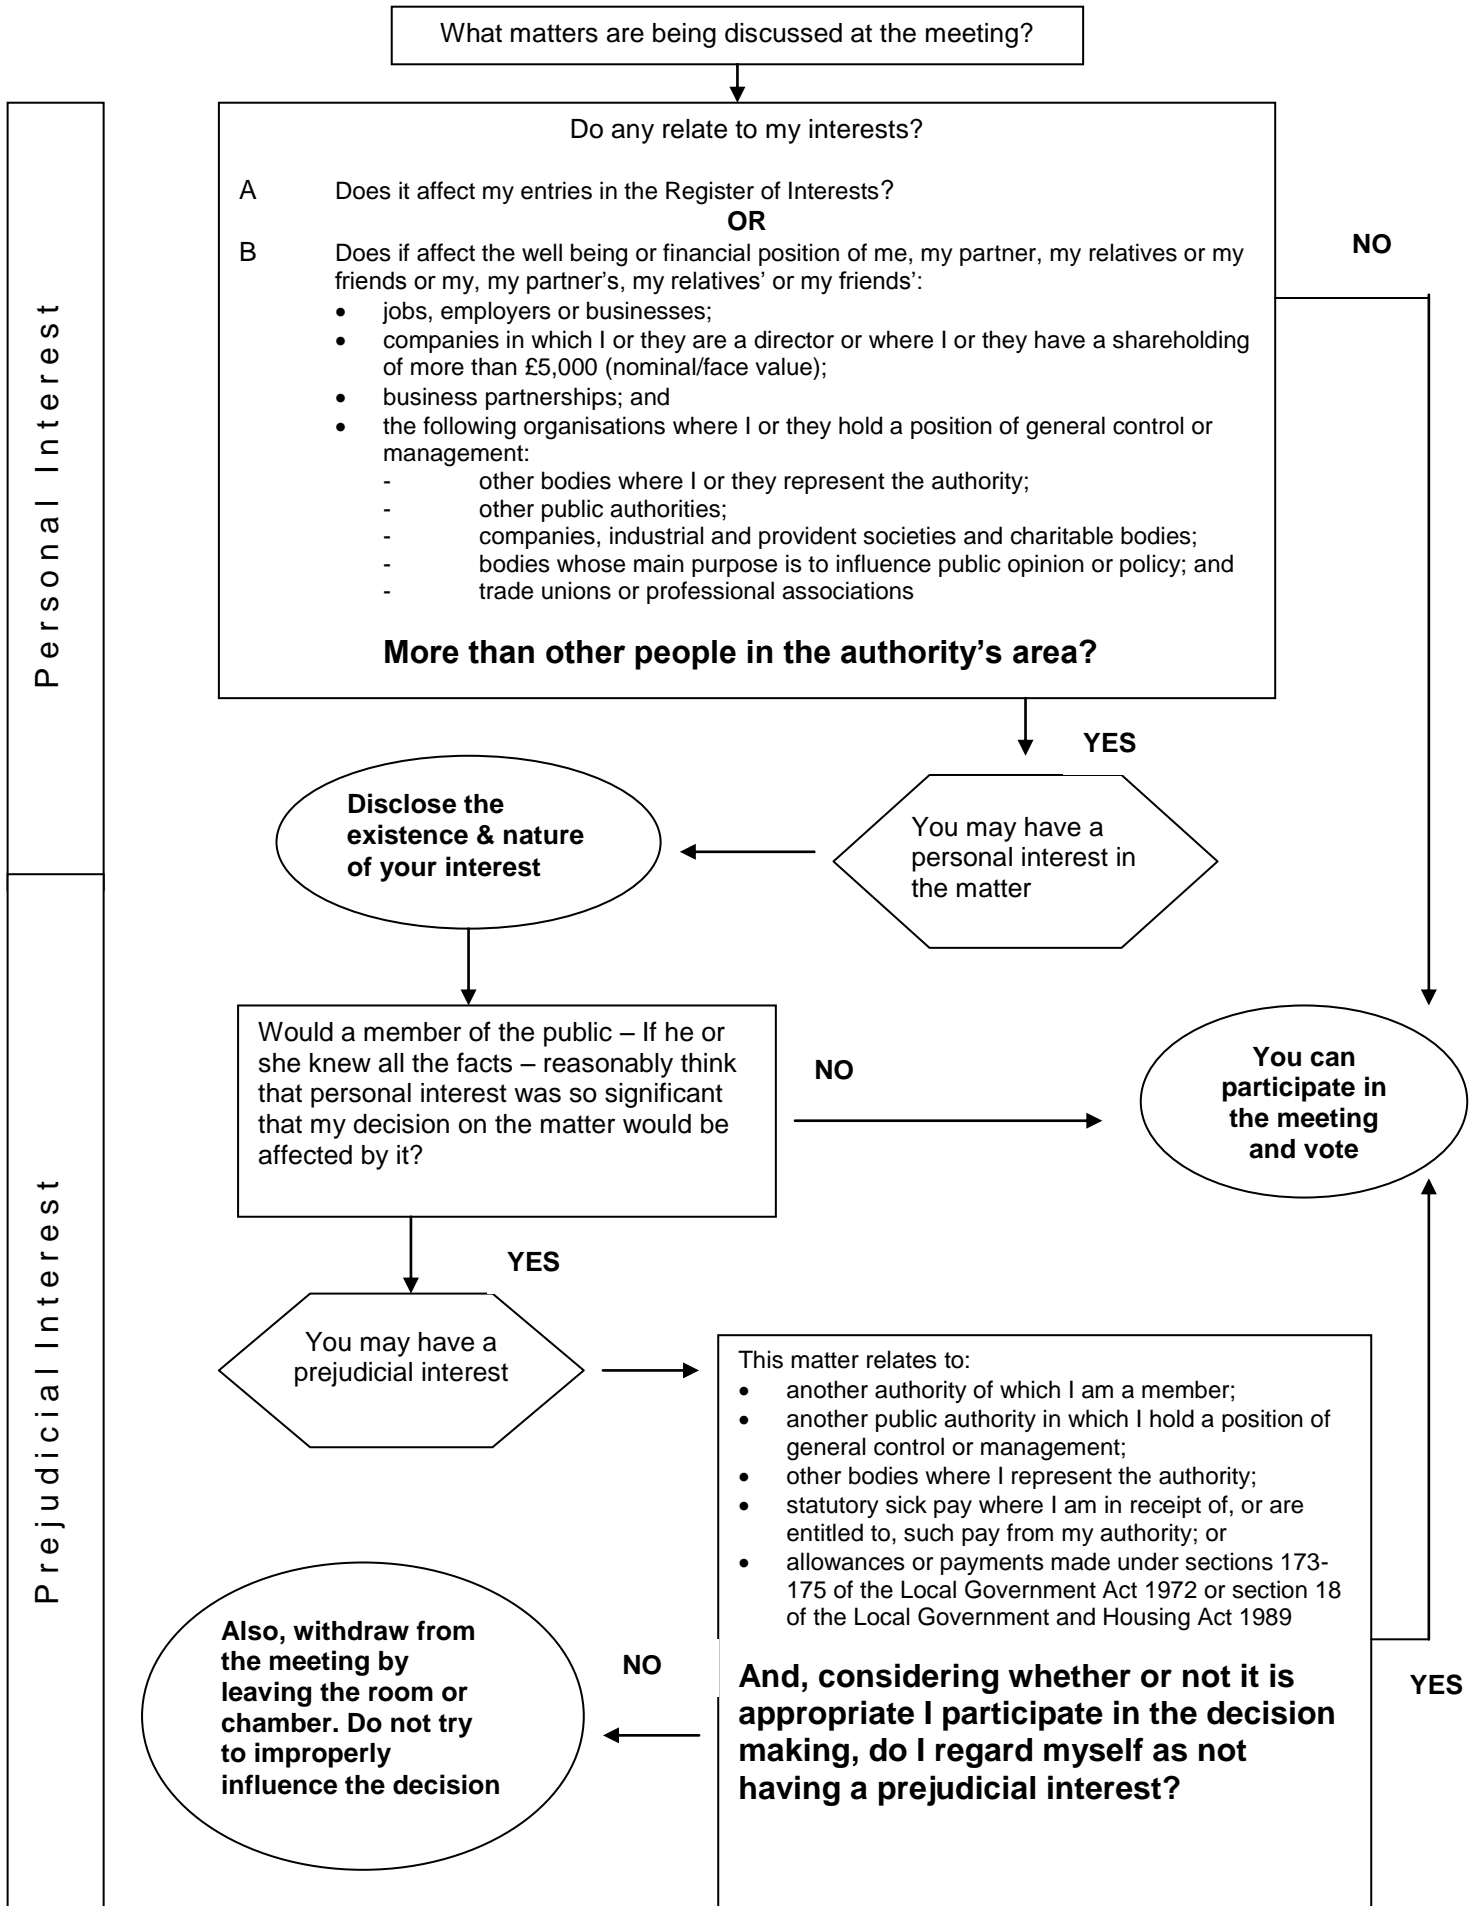 What matters are being discussed at the meeting?
Personal Interest
Do any relate to my interests?
A Does it affect my entries in the Register of Interests?
OR
B Does if affect the well being or financial position of me, my partner, my relatives or my
friends or my, my partner's, my relatives' or my friends':
• jobs, employers or businesses;
• companies in which I or they are a director or where I or they have a shareholding
of more than £5,000 (nominal/face value);
• business partnerships; and
• the following organisations where I or they hold a position of general control or
management:
- other bodies where I or they represent the authority;
- other public authorities;
- companies, industrial and provident societies and charitable bodies;
- bodies whose main purpose is to influence public opinion or policy; and
- trade unions or professional associations
More than other people in the authority's area?
NO
YES
You may have a
personal interest in
the matter
Disclose the
existence & nature
of your interest
Prejudicial Interest
Would a member of the public – If he or
she knew all the facts – reasonably think
that personal interest was so significant
that my decision on the matter would be
affected by it?
NO
You can
participate in
the meeting
and vote
YES
You may have a
prejudicial interest
This matter relates to:
• another authority of which I am a member;
• another public authority in which I hold a position of
general control or management;
• other bodies where I represent the authority;
• statutory sick pay where I am in receipt of, or are
entitled to, such pay from my authority; or
• allowances or payments made under sections 173-
175 of the Local Government Act 1972 or section 18
of the Local Government and Housing Act 1989
And, considering whether or not it is
appropriate I participate in the decision
making, do I regard myself as not
having a prejudicial interest?
YES
NO
Also, withdraw from
the meeting by
leaving the room or
chamber. Do not try
to improperly
influence the decision